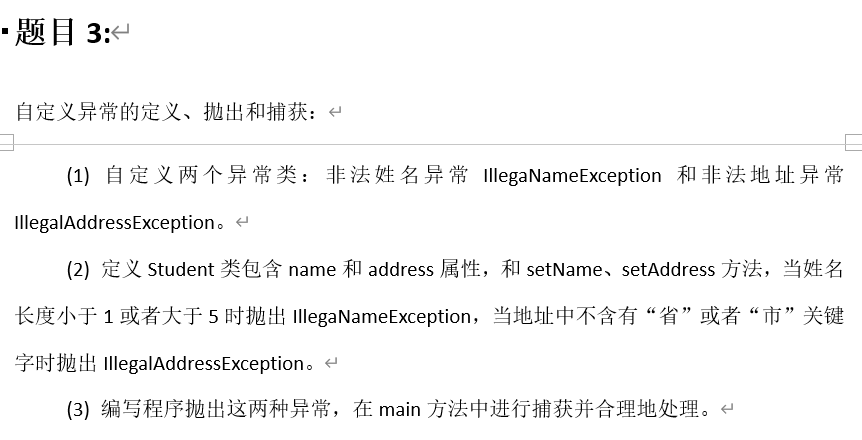 题目 3:
自定义异常的定义、抛出和捕获：
(1) 自定义两个异常类：非法姓名异常 IllegaNameException 和非法地址异常
IllegalAddressException。
(2) 定义 Student 类包含 name 和 address 属性，和 setName、setAddress 方法，当姓名
长度小于 1 或者大于 5 时抛出 IllegaNameException，当地址中不含有“省”或者“市”关键
字时抛出 IllegalAddressException。
(3) 编写程序抛出这两种异常，在 main 方法中进行捕获并合理地处理。